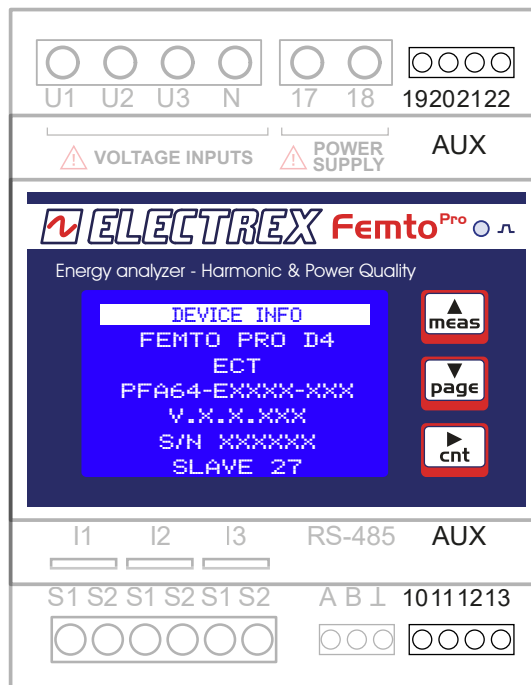 U1 U2 U3 N 17 18 19202122
VOLTAGE INPUTS POWER SUPPLY AUX
ELECTREX Femto Pro
Energy analyzer - Harmonic & Power Quality
DEVICE INFO
FEMTO PRO D4
ECT
PFA64-EXXXX-XXX
V.X.X.XXX
S/N XXXXXX
SLAVE 27
meas
page
cnt
I1 I2 I3 RS-485 AUX
S1 S2 S1 S2 S1 S2 A B ⊥ 10111213